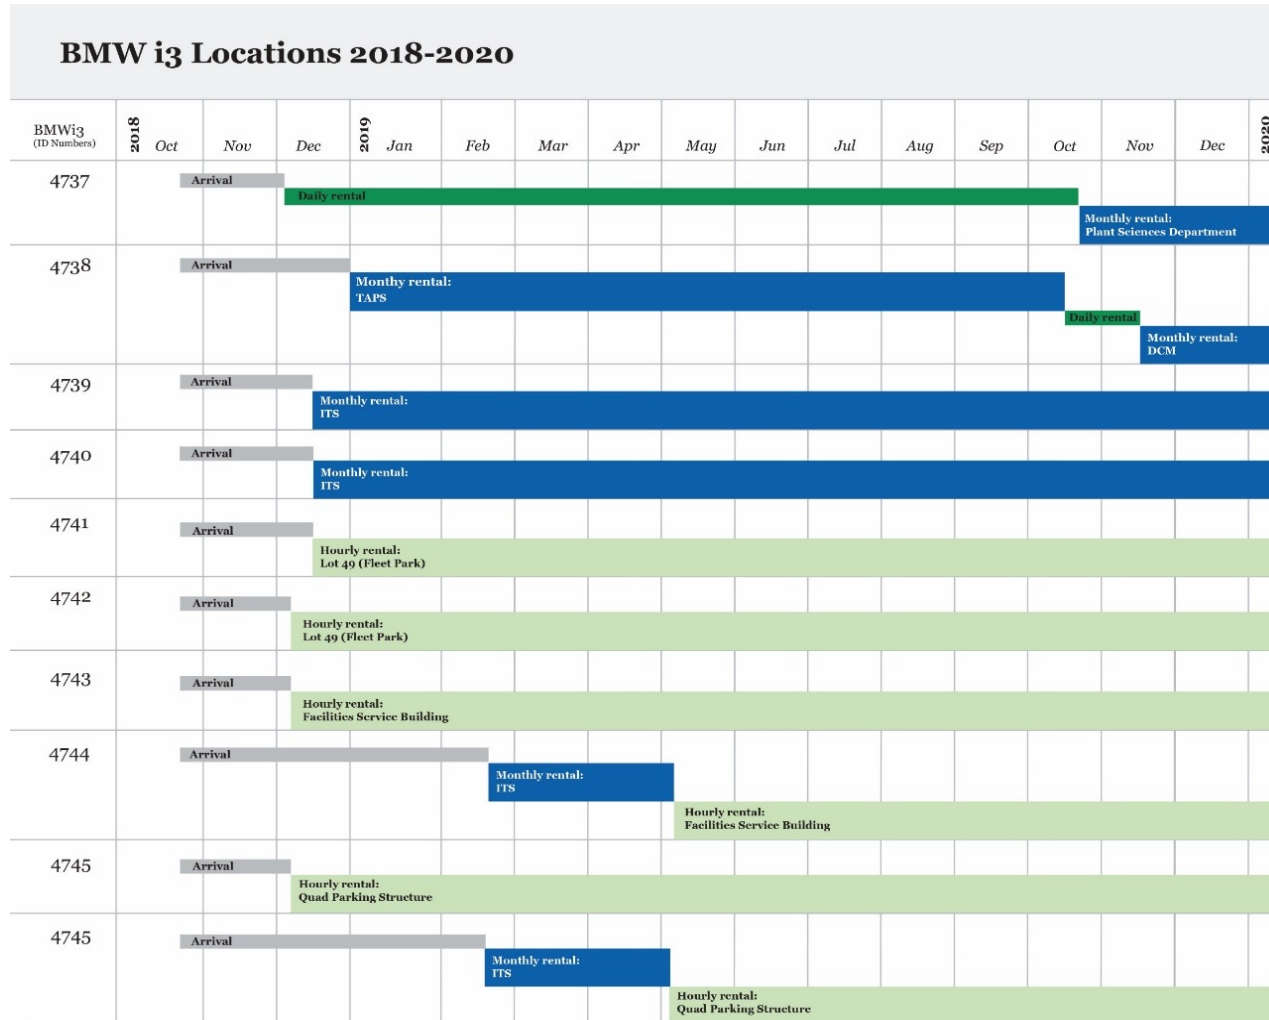 BMW i3 Locations 2018-2020
BMWi3
(ID Numbers)
2018
Oct
Nov
Dec
2019
Jan
Feb
Mar
Apr
May
Jun
Jul
Aug
Sep
Oct
Nov
Dec
2020
4737
Arrival
Daily rental
Monthly rental:
Plant Sciences Department
4738
Arrival
Monthy rental:
TAPS
Daily rental
Monthly rental:
DCM
4739
Arrival
Monthly rental:
ITS
4740
Arrival
Monthly rental:
ITS
4741
Arrival
Hourly rental:
Lot 49 (Fleet Park)
4742
Arrival
Hourly rental:
Lot 49 (Fleet Park)
4743
Arrival
Hourly rental:
Facilities Service Building
4744
Arrival
Monthly rental:
ITS
Hourly rental:
Facilities Service Building
4745
Arrival
Hourly rental:
Quad Parking Structure
4745
Arrival
Monthly rental:
ITS
Hourly rental:
Quad Parking Structure